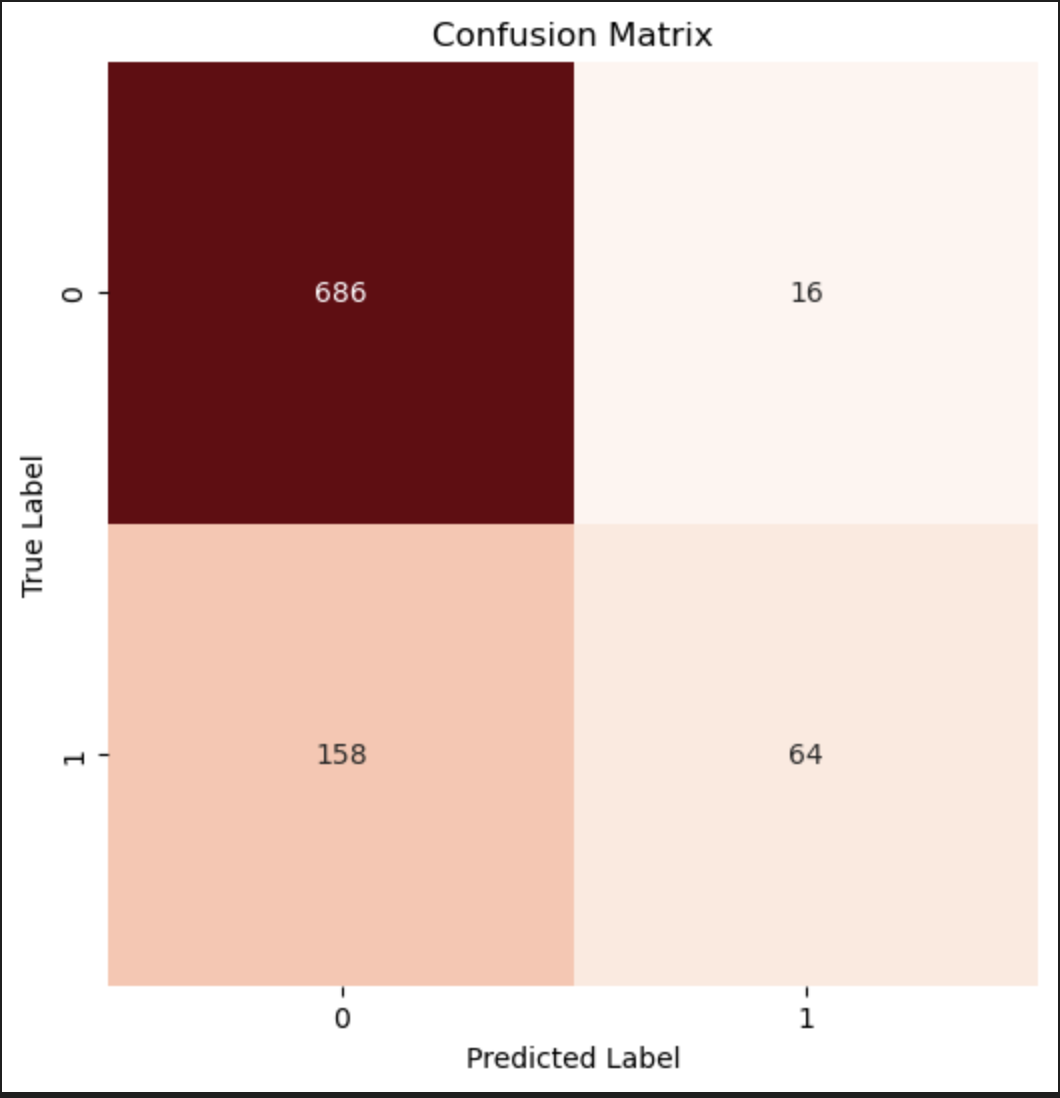 Confusion Matrix
0
686
16
True Label
1
158
64
0
1
Predicted Label